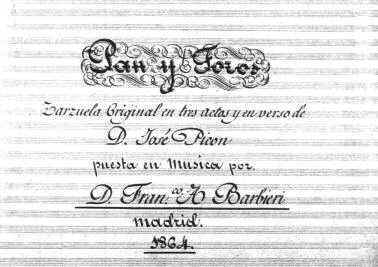 Pan y Toros
Zarzuela Original en tres actos y en verso de
D. José Picon
puesta en musica por.
D. Fran.co A Barbieri
madrid.
1864.